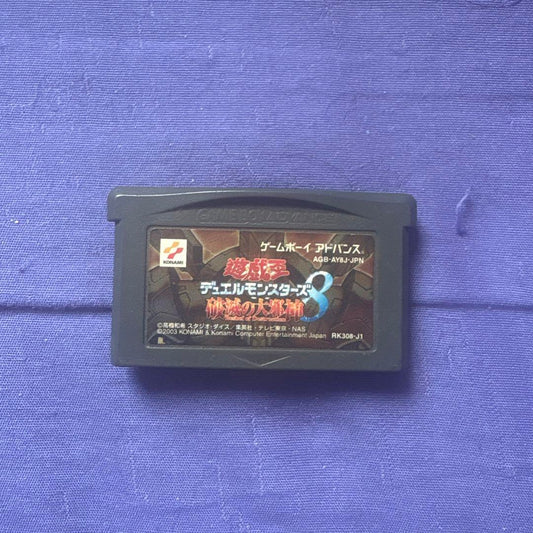 GAME BOY ADVANCE
KONAMI
ゲームボーイ アドバンス
AGB-AY8J-JPN
遊戯王
デュエルモンスターズ8
破滅の大邪神
©高橋和希 スタジオ・ダイス／集英社・テレビ東京・NAS
©2003 KONAMI & Konami Computer Entertainment Japan
RK308-J1